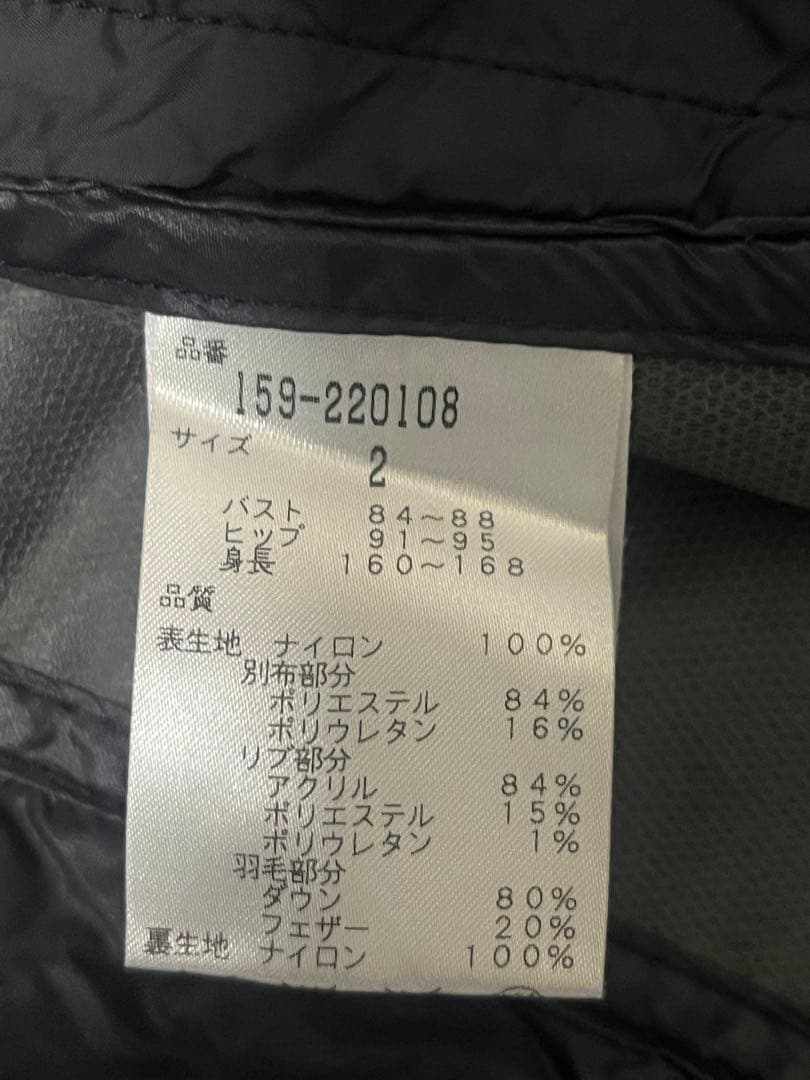 品番
159-220108
サイズ
2
バスト 84~88
ヒップ 91~95
身長 160~168
品質
表生地 ナイロン 100%
別布部分
ポリエステル 84%
ポリウレタン 16%
リブ部分
アクリル 84%
ポリエステル 15%
ポリウレタン 1%
羽毛部分
ダウン 80%
フェザー 20%
裏生地 ナイロン 100%